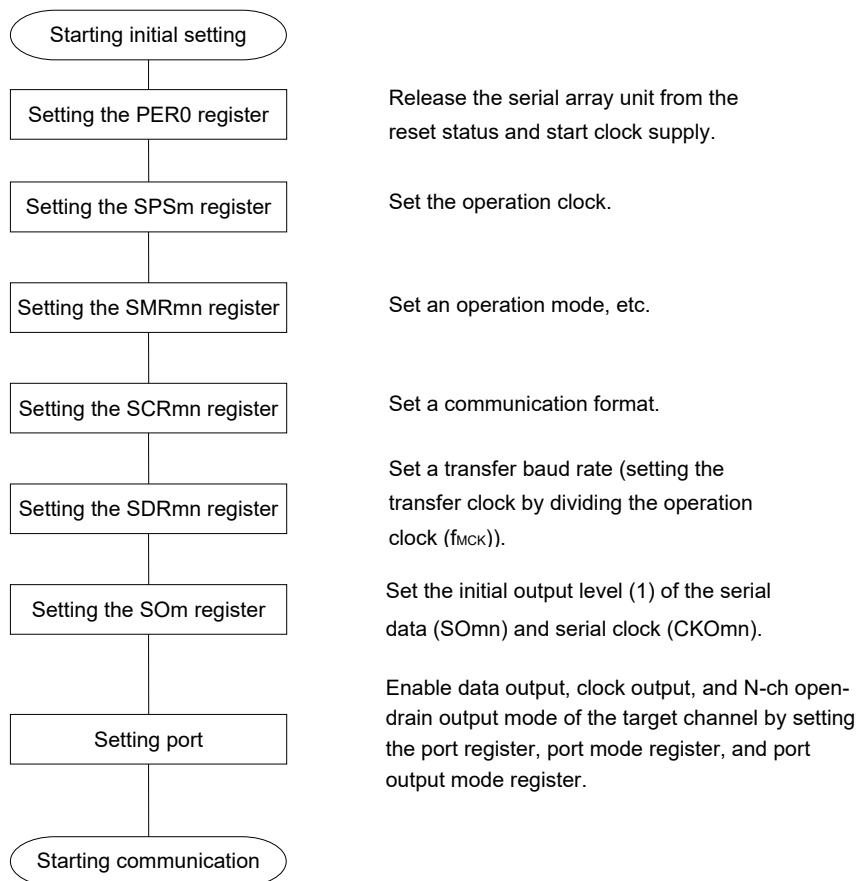 Starting initial setting
Setting the PER0 register
Release the serial array unit from the
reset status and start clock supply.
Setting the SPSm register
Set the operation clock.
Setting the SMRmn register
Set an operation mode, etc.
Setting the SCRmn register
Set a communication format.
Setting the SDRmn register
Set a transfer baud rate (setting the
transfer clock by dividing the operation
clock (fMCK)).
Setting the SOm register
Set the initial output level (1) of the serial
data (SOmn) and serial clock (CKOmn).
Setting port
Enable data output, clock output, and N-ch open-
drain output mode of the target channel by setting
the port register, port mode register, and port
output mode register.
Starting communication